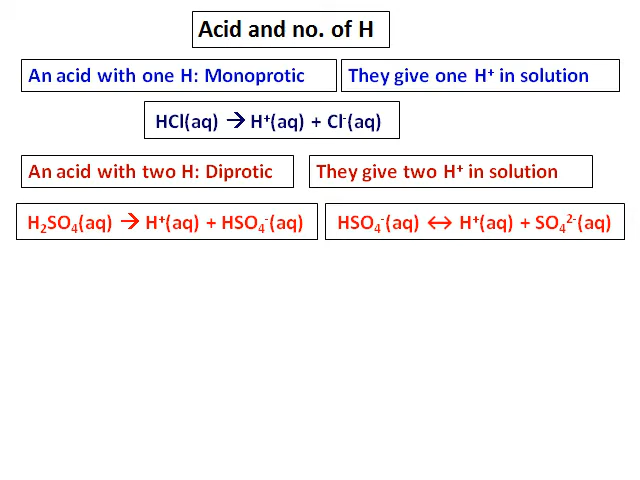 Acid and no. of H
An acid with one H: Monoprotic
They give one H⁺ in solution
HCl(aq) → H⁺(aq) + Cl⁻(aq)
An acid with two H: Diprotic
They give two H⁺ in solution
H₂SO₄(aq) → H⁺(aq) + HSO₄⁻(aq)
HSO₄⁻(aq) ↔ H⁺(aq) + SO₄²⁻(aq)